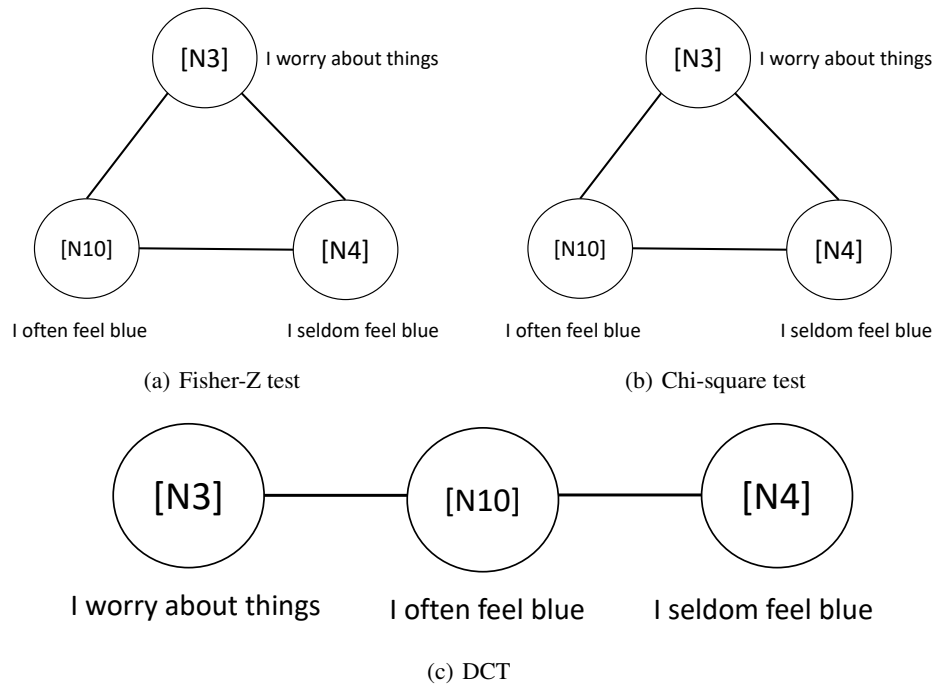 [N3] I worry about things
[N10]
[N4]
I often feel blue
I seldom feel blue
(a) Fisher-Z test
[N3] I worry about things
[N10]
[N4]
I often feel blue
I seldom feel blue
(b) Chi-square test
[N3]
[N10]
[N4]
I worry about things
I often feel blue
I seldom feel blue
(c) DCT